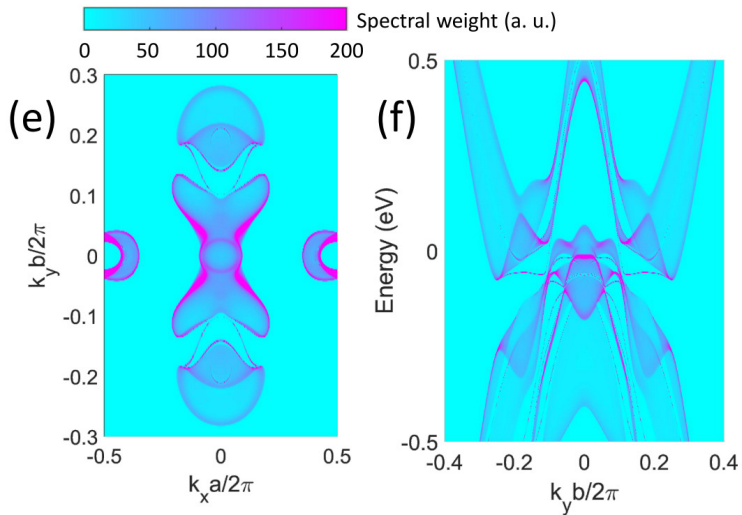 Spectral weight (a. u.)
0 50 100 150 200
(e)
0.3
0.2
0.1
0
-0.1
-0.2
-0.3
k_y b/2π
-0.5 0 0.5
k_x a/2π
(f)
0.5
0
-0.5
Energy (eV)
-0.4 -0.2 0 0.2 0.4
k_y b/2π